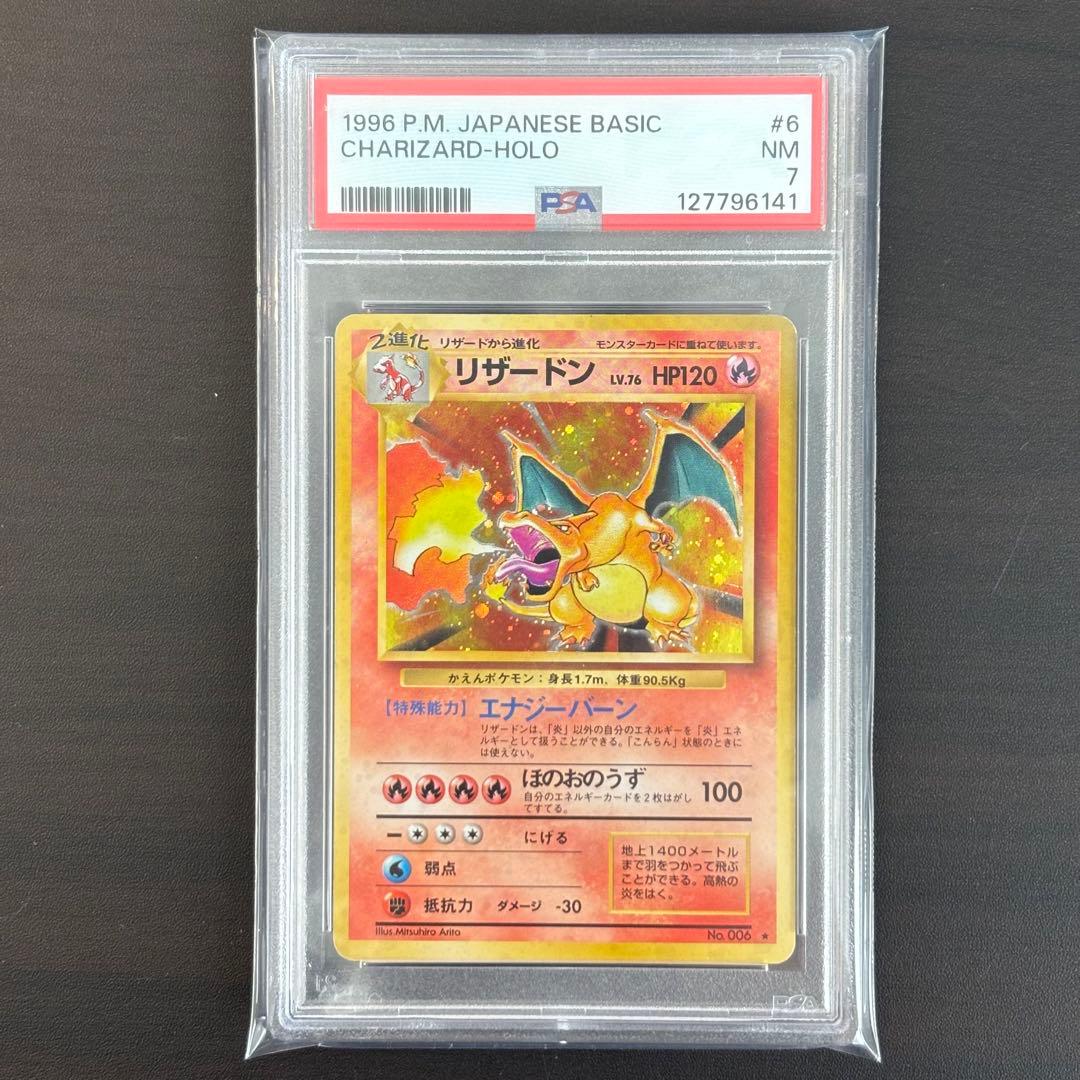 1996 P.M. JAPANESE BASIC #6
CHARIZARD-HOLO NM
7
PSA 127796141
2進化 リザードから進化 モンスターカードに重ねて使います。
リザードン LV.76 HP120
かえんポケモン：身長1.7m、体重90.5Kg
【特殊能力】 エナジーバーン
リザードンは、「炎」以外の自分のエネルギーを「炎」エネ
ルギーとして扱うことができる。「こんらん」状態のときに
は使えない。
ほのおのうず 100
自分のエネルギーカードを2枚はがし
てすてる。
にげる
弱点
抵抗力 ダメージ -30
地上1400メートル
まで羽をつかって飛ぶ
ことができる。高熱の
炎をはく。
Illus.Mitsuhiro Arita No. 006 ★
PSA